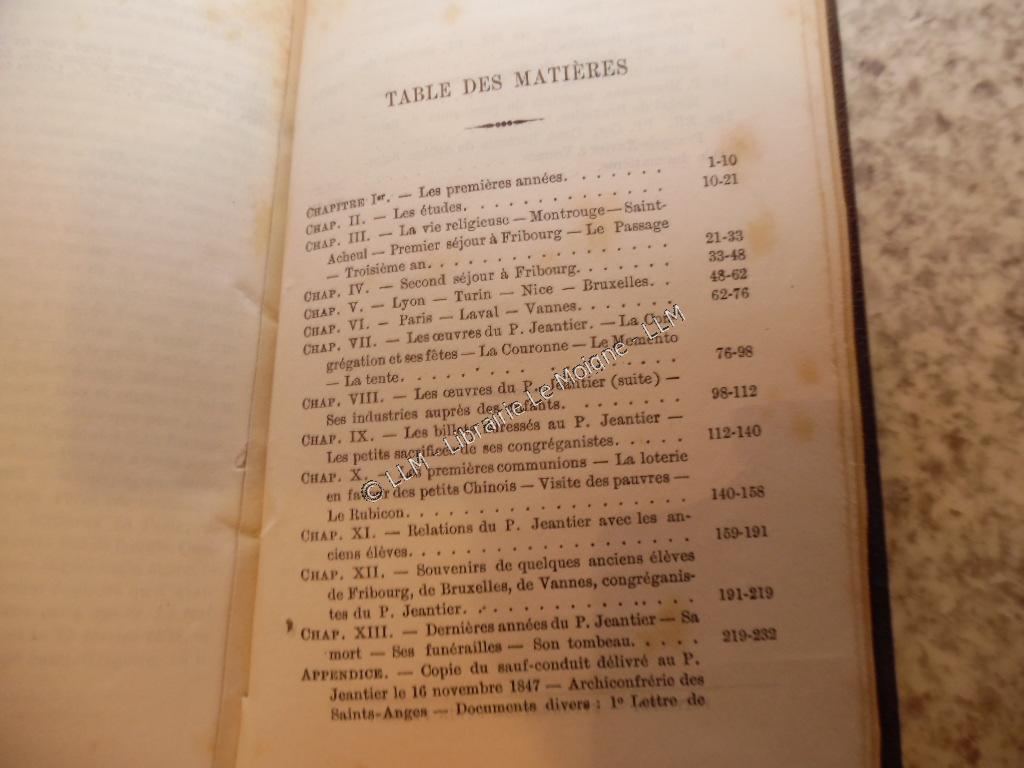 TABLE DES MATIÈRES
CHAPITRE Ier. — Les premières années. . . . . . . 1-10
CHAP. II. — Les études. . . . . . . . . . . . 10-21
CHAP. III. — La vie religieuse — Montrouge — Saint-
Acheul — Premier séjour à Fribourg — Le Passage
— Troisième an. . . . . . . . . . . . . . 21-33
CHAP. IV. — Second séjour à Fribourg. . . . . . . 33-48
CHAP. V. — Lyon — Turin — Nice — Bruxelles. . 48-62
CHAP. VI. — Paris — Laval — Vannes. . . . . . . 62-76
CHAP. VII. — Les œuvres du P. Jeantier. — La Con-
grégation et ses fêtes — La Couronne — Le Memento
— La tente. . . . . . . . . . . . . . . 76-98
CHAP. VIII. — Les œuvres du P. Jeantier (suite) —
Ses industries auprès des enfants. . . . . . . . 98-112
CHAP. IX. — Les billets adressés au P. Jeantier —
Les petits sacrifices de ses congréganistes. . . . . 112-140
CHAP. X. — Les premières communions — La loterie
en faveur des petits Chinois — Visite des pauvres —
Le Rubicon. . . . . . . . . . . . . . . 140-158
CHAP. XI. — Relations du P. Jeantier avec les an-
ciens élèves. . . . . . . . . . . . . . . 159-191
CHAP. XII. — Souvenirs de quelques anciens élèves
de Fribourg, de Bruxelles, de Vannes, congréganis-
tes du P. Jeantier. . . . . . . . . . . . . 191-219
CHAP. XIII. — Dernières années du P. Jeantier — Sa
mort — Ses funérailles — Son tombeau. . . . . 219-232
APPENDICE. — Copie du sauf-conduit délivré au P.
Jeantier le 16 novembre 1847 — Archiconfrérie des
Saints-Anges — Documents divers : 1º Lettre de
© LLM Librairie Le Moigne LLM